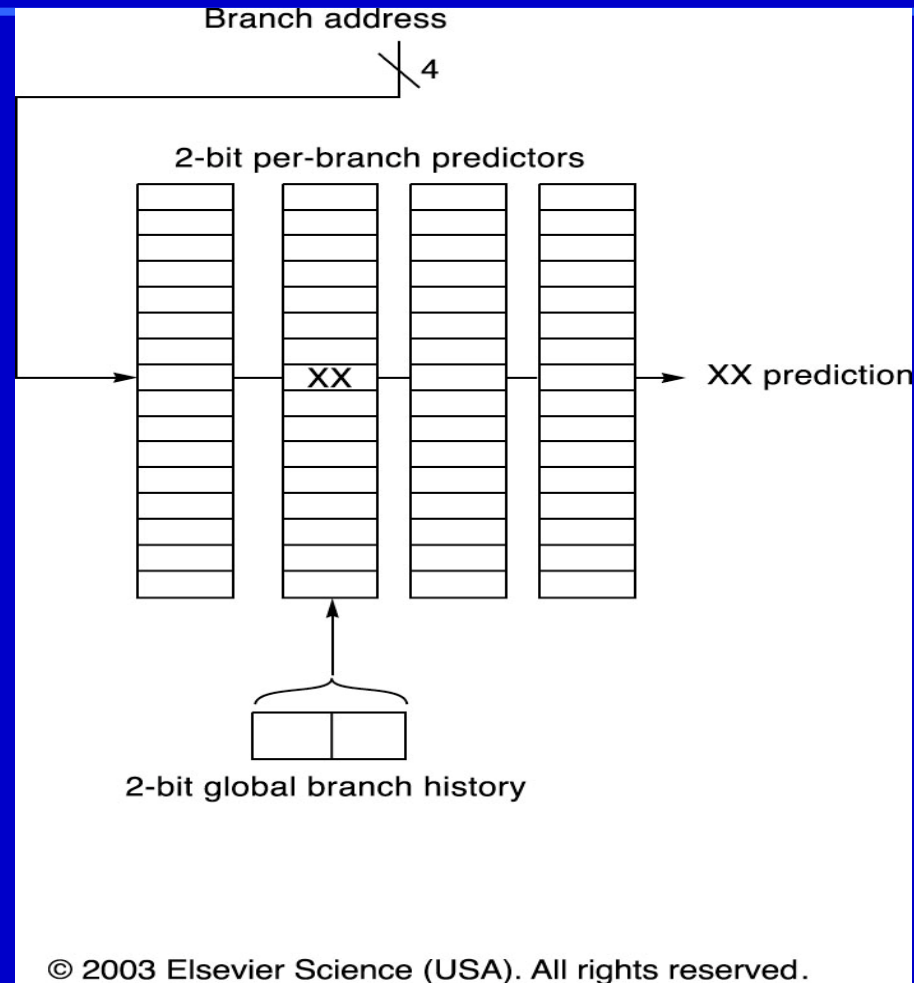 Branch address
4
2-bit per-branch predictors
XX
XX prediction
2-bit global branch history
© 2003 Elsevier Science (USA). All rights reserved.